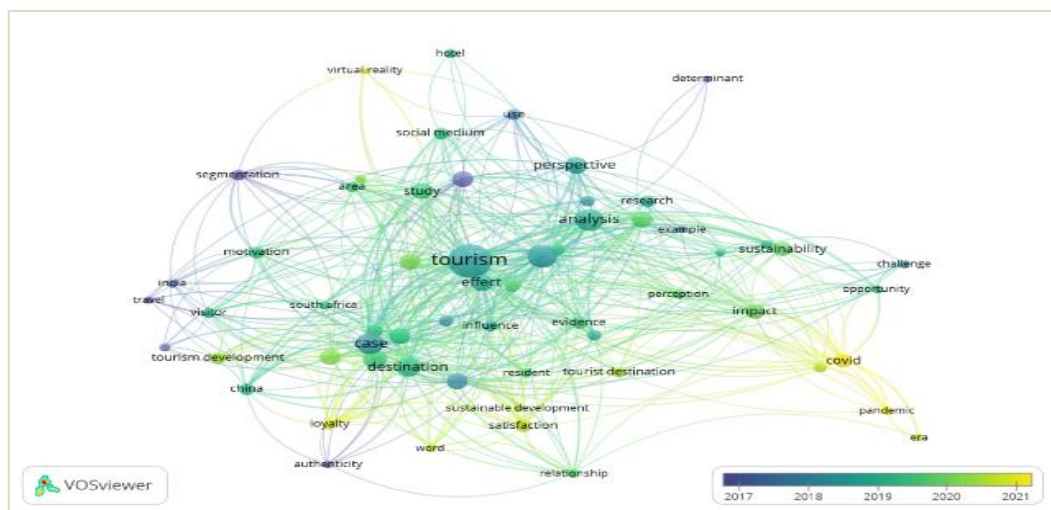 hotel
virtual reality
determinant
use
social medium
perspective
segmentation
area
study
research
analysis
example
motivation
sustainability
tourism
challenge
effect
india
opportunity
perception
travel
south africa
visitor
impact
influence
evidence
case
tourism development
covid
destination
resident
tourist destination
china
sustainable development
pandemic
loyalty
satisfaction
era
word
authenticity
relationship
VOSviewer
2017 2018 2019 2020 2021